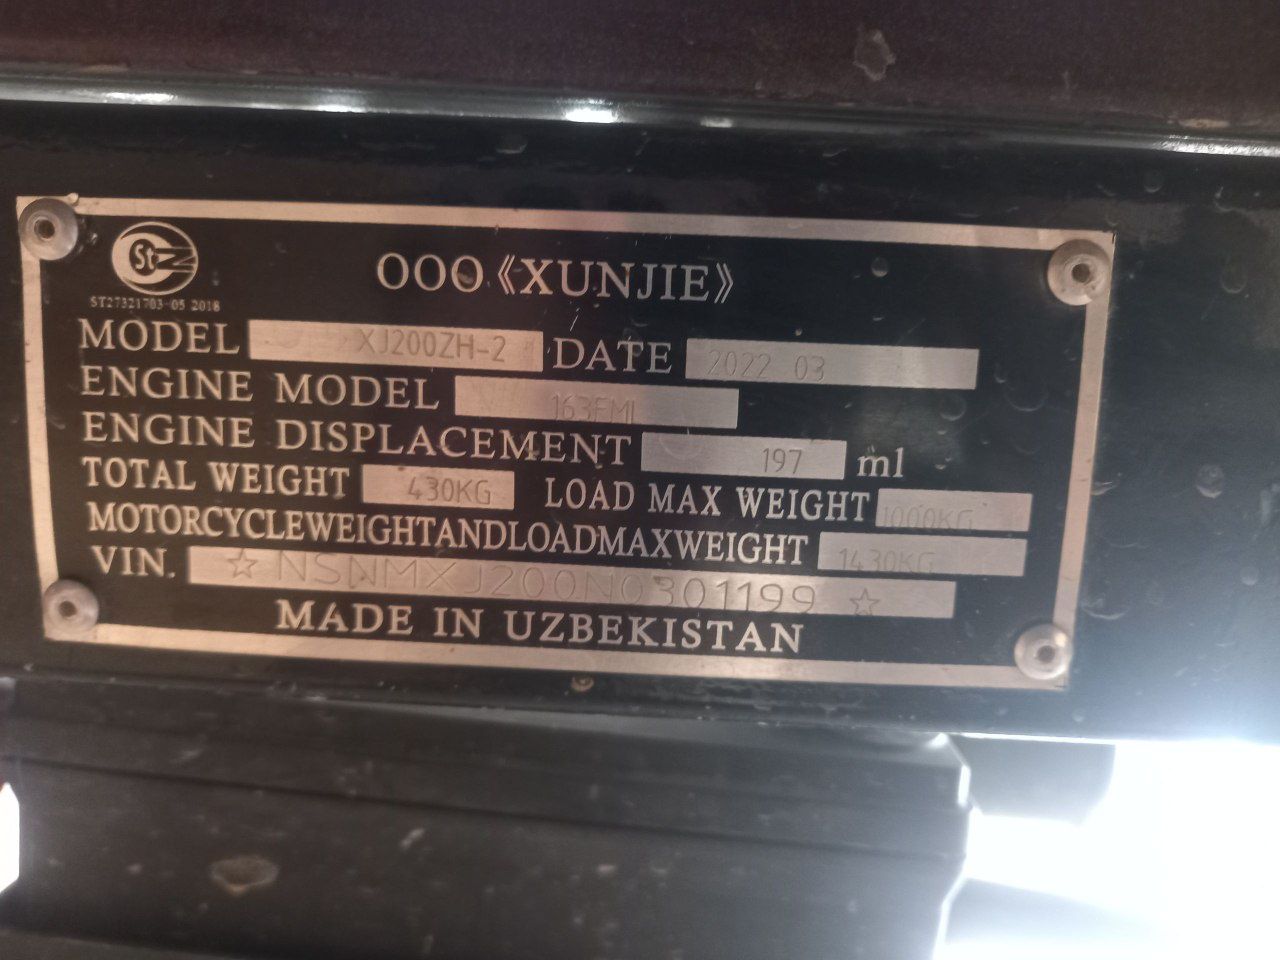 St
ST27321703-05 2018
OOO《XUNJIE》
MODEL XJ200ZH-2 DATE 2022 03
ENGINE MODEL 163FML
ENGINE DISPLACEMENT 197 ml
TOTAL WEIGHT 430KG LOAD MAX WEIGHT 1000KG
MOTORCYCLEWEIGHTANDLOADMAXWEIGHT 1430KG
VIN. ☆NSNMXJ200N0301199☆
MADE IN UZBEKISTAN